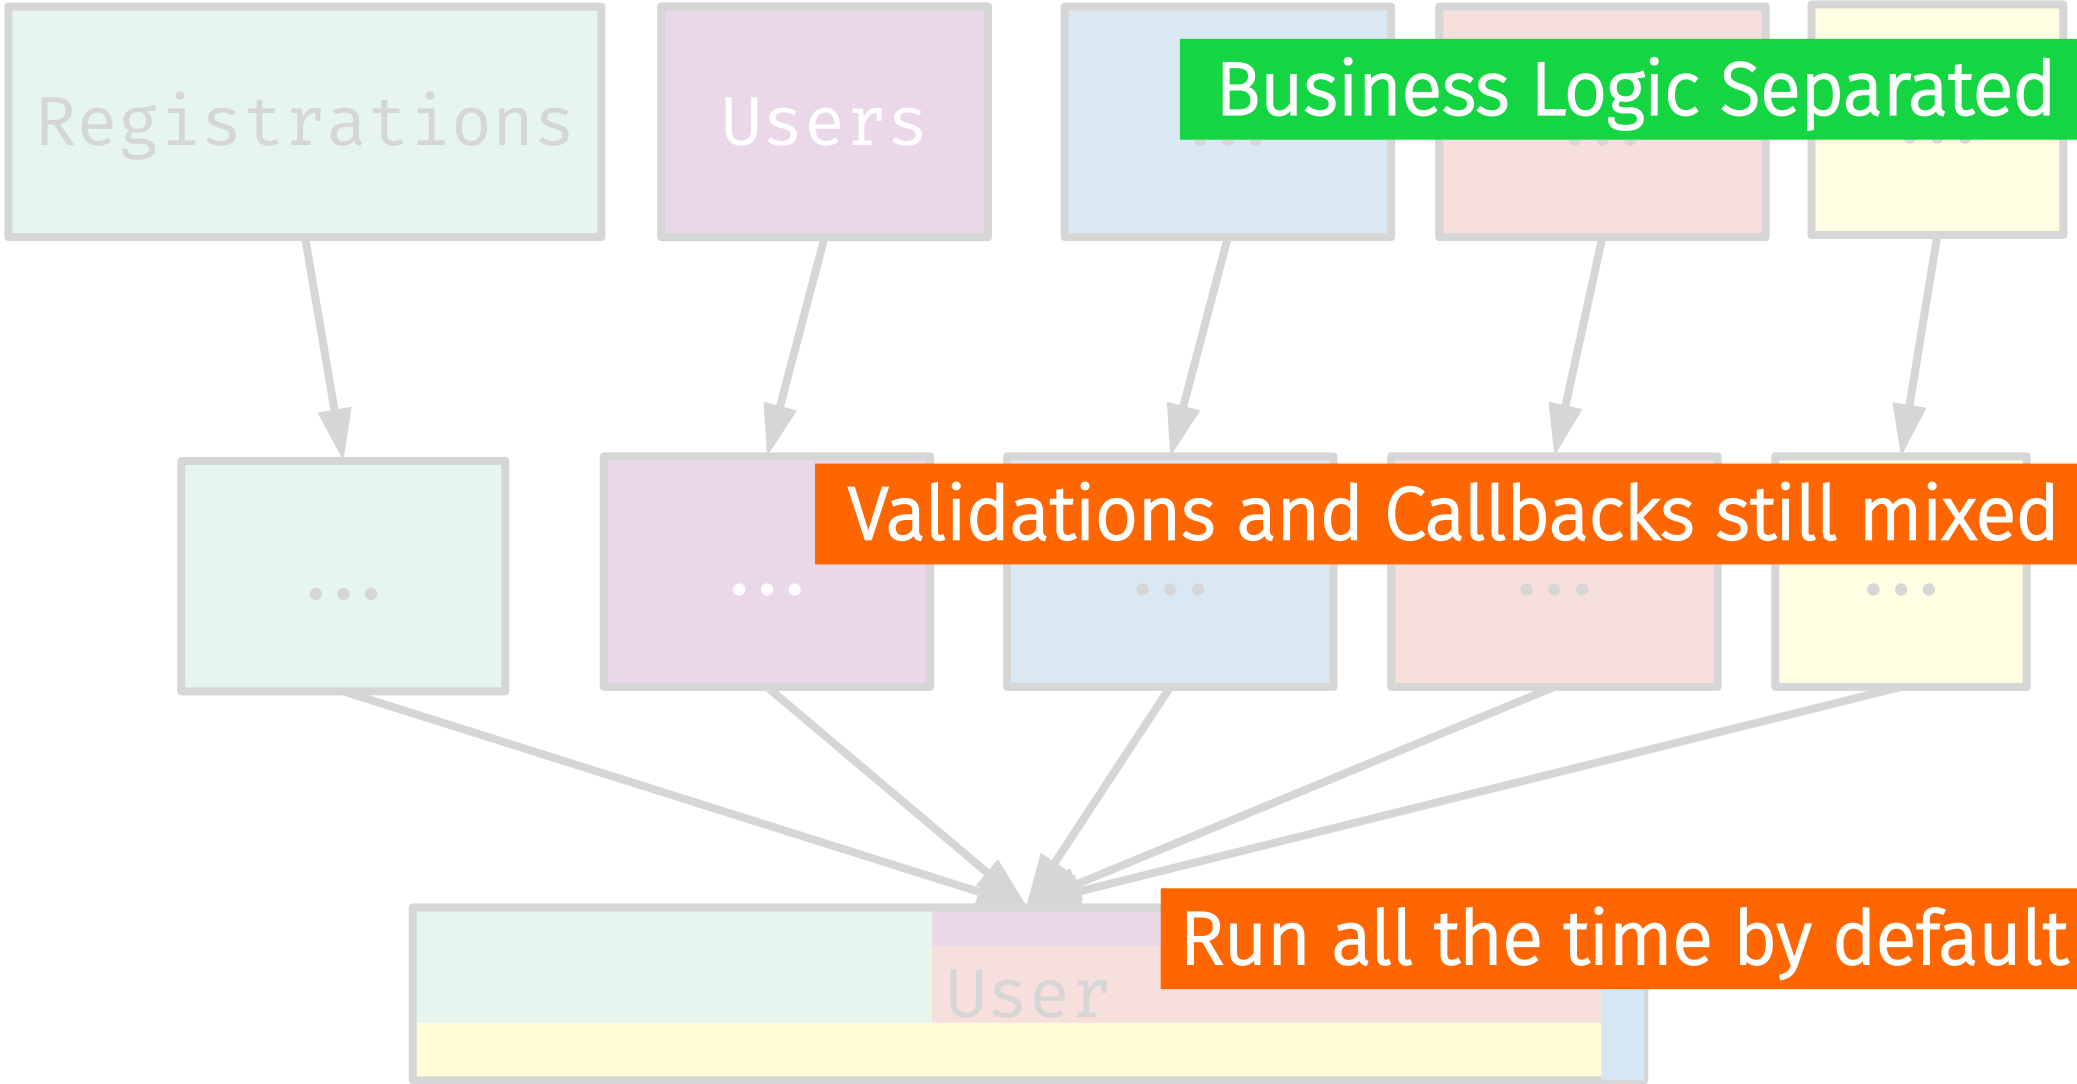 Registrations
Users
Business Logic Separated
...
...
...
Validations and Callbacks still mixed
...
...
...
...
...
Run all the time by default
User